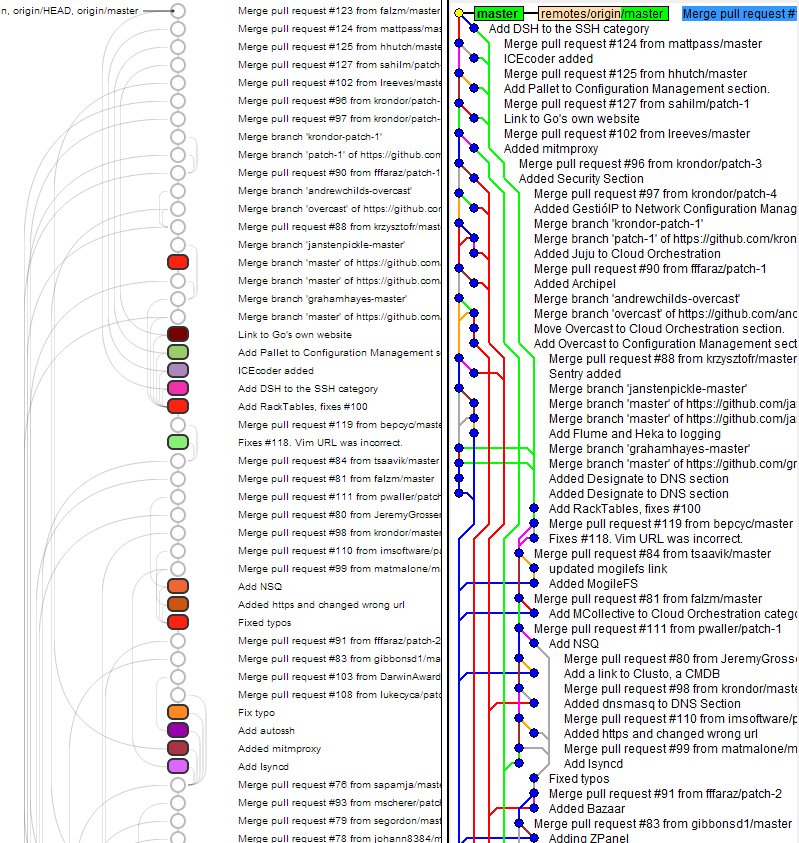 n, origin/HEAD, origin/master
Merge pull request #123 from falzm/master
Merge pull request #124 from mattpass/mas
Merge pull request #125 from hhutch/master
Merge pull request #127 from sahilm/patch-
Merge pull request #102 from lreeves/maste
Merge pull request #96 from krondor/patch-
Merge pull request #97 from krondor/patch-
Merge branch 'krondor-patch-1'
Merge branch 'patch-1' of https://github.com
Merge pull request #90 from fffaraz/patch-1
Merge branch 'andrewchilds-overcast'
Merge branch 'overcast' of https://github.co
Merge pull request #88 from krzysztofr/mast
Merge branch 'janstenpickle-master'
Merge branch 'master' of https://github.com
Merge branch 'master' of https://github.com
Merge branch 'grahamhayes-master'
Merge branch 'master' of https://github.com
Link to Go's own website
Add Pallet to Configuration Management s
ICEcoder added
Add DSH to the SSH category
Add RackTables, fixes #100
Merge pull request #119 from bepcyc/maste
Fixes #118. Vim URL was incorrect.
Merge pull request #84 from tsaavik/master
Merge pull request #81 from falzm/master
Merge pull request #111 from pwaller/patch
Merge pull request #80 from JeremyGrosser
Merge pull request #98 from krondor/master
Merge pull request #110 from imsoftware/pa
Merge pull request #99 from matmalone/m
Add NSQ
Added https and changed wrong url
Fixed typos
Merge pull request #91 from fffaraz/patch-2
Merge pull request #83 from gibbonsd1/ma
Merge pull request #103 from DarwinAward
Merge pull request #108 from lukecyca/patc
Fix typo
Add autossh
Added mitmproxy
Add lsyncd
Merge pull request #76 from sapamja/maste
Merge pull request #93 from mscherer/patc
Merge pull request #79 from segordon/mast
Merge pull request #78 from johann8384/m
master remotes/origin/master Merge pull request #
Add DSH to the SSH category
Merge pull request #124 from mattpass/master
ICEcoder added
Merge pull request #125 from hhutch/master
Add Pallet to Configuration Management section.
Merge pull request #127 from sahilm/patch-1
Link to Go's own website
Merge pull request #102 from lreeves/master
Added mitmproxy
Merge pull request #96 from krondor/patch-3
Added Security Section
Merge pull request #97 from krondor/patch-4
Added GestióIP to Network Configuration Manag
Merge branch 'krondor-patch-1'
Merge branch 'patch-1' of https://github.com/kron
Added Juju to Cloud Orchestration
Merge pull request #90 from fffaraz/patch-1
Added Archipel
Merge branch 'andrewchilds-overcast'
Merge branch 'overcast' of https://github.com/and
Move Overcast to Cloud Orchestration section.
Add Overcast to Configuration Management sect
Merge pull request #88 from krzysztofr/master
Sentry added
Merge branch 'janstenpickle-master'
Merge branch 'master' of https://github.com/ja
Merge branch 'master' of https://github.com/ja
Add Flume and Heka to logging
Merge branch 'grahamhayes-master'
Merge branch 'master' of https://github.com/gr
Added Designate to DNS section
Added Designate to DNS section
Add RackTables, fixes #100
Merge pull request #119 from bepcyc/master
Fixes #118. Vim URL was incorrect.
Merge pull request #84 from tsaavik/master
updated mogilefs link
Added MogileFS
Merge pull request #81 from falzm/master
Add MCollective to Cloud Orchestration catego
Merge pull request #111 from pwaller/patch-1
Add NSQ
Merge pull request #80 from JeremyGrosse
Add a link to Clusto, a CMDB
Merge pull request #98 from krondor/maste
Added dnsmasq to DNS Section
Merge pull request #110 from imsoftware/p
Added https and changed wrong url
Merge pull request #99 from matmalone/m
Add lsyncd
Fixed typos
Merge pull request #91 from fffaraz/patch-2
Added Bazaar
Merge pull request #83 from gibbonsd1/master
Adding ZPanel